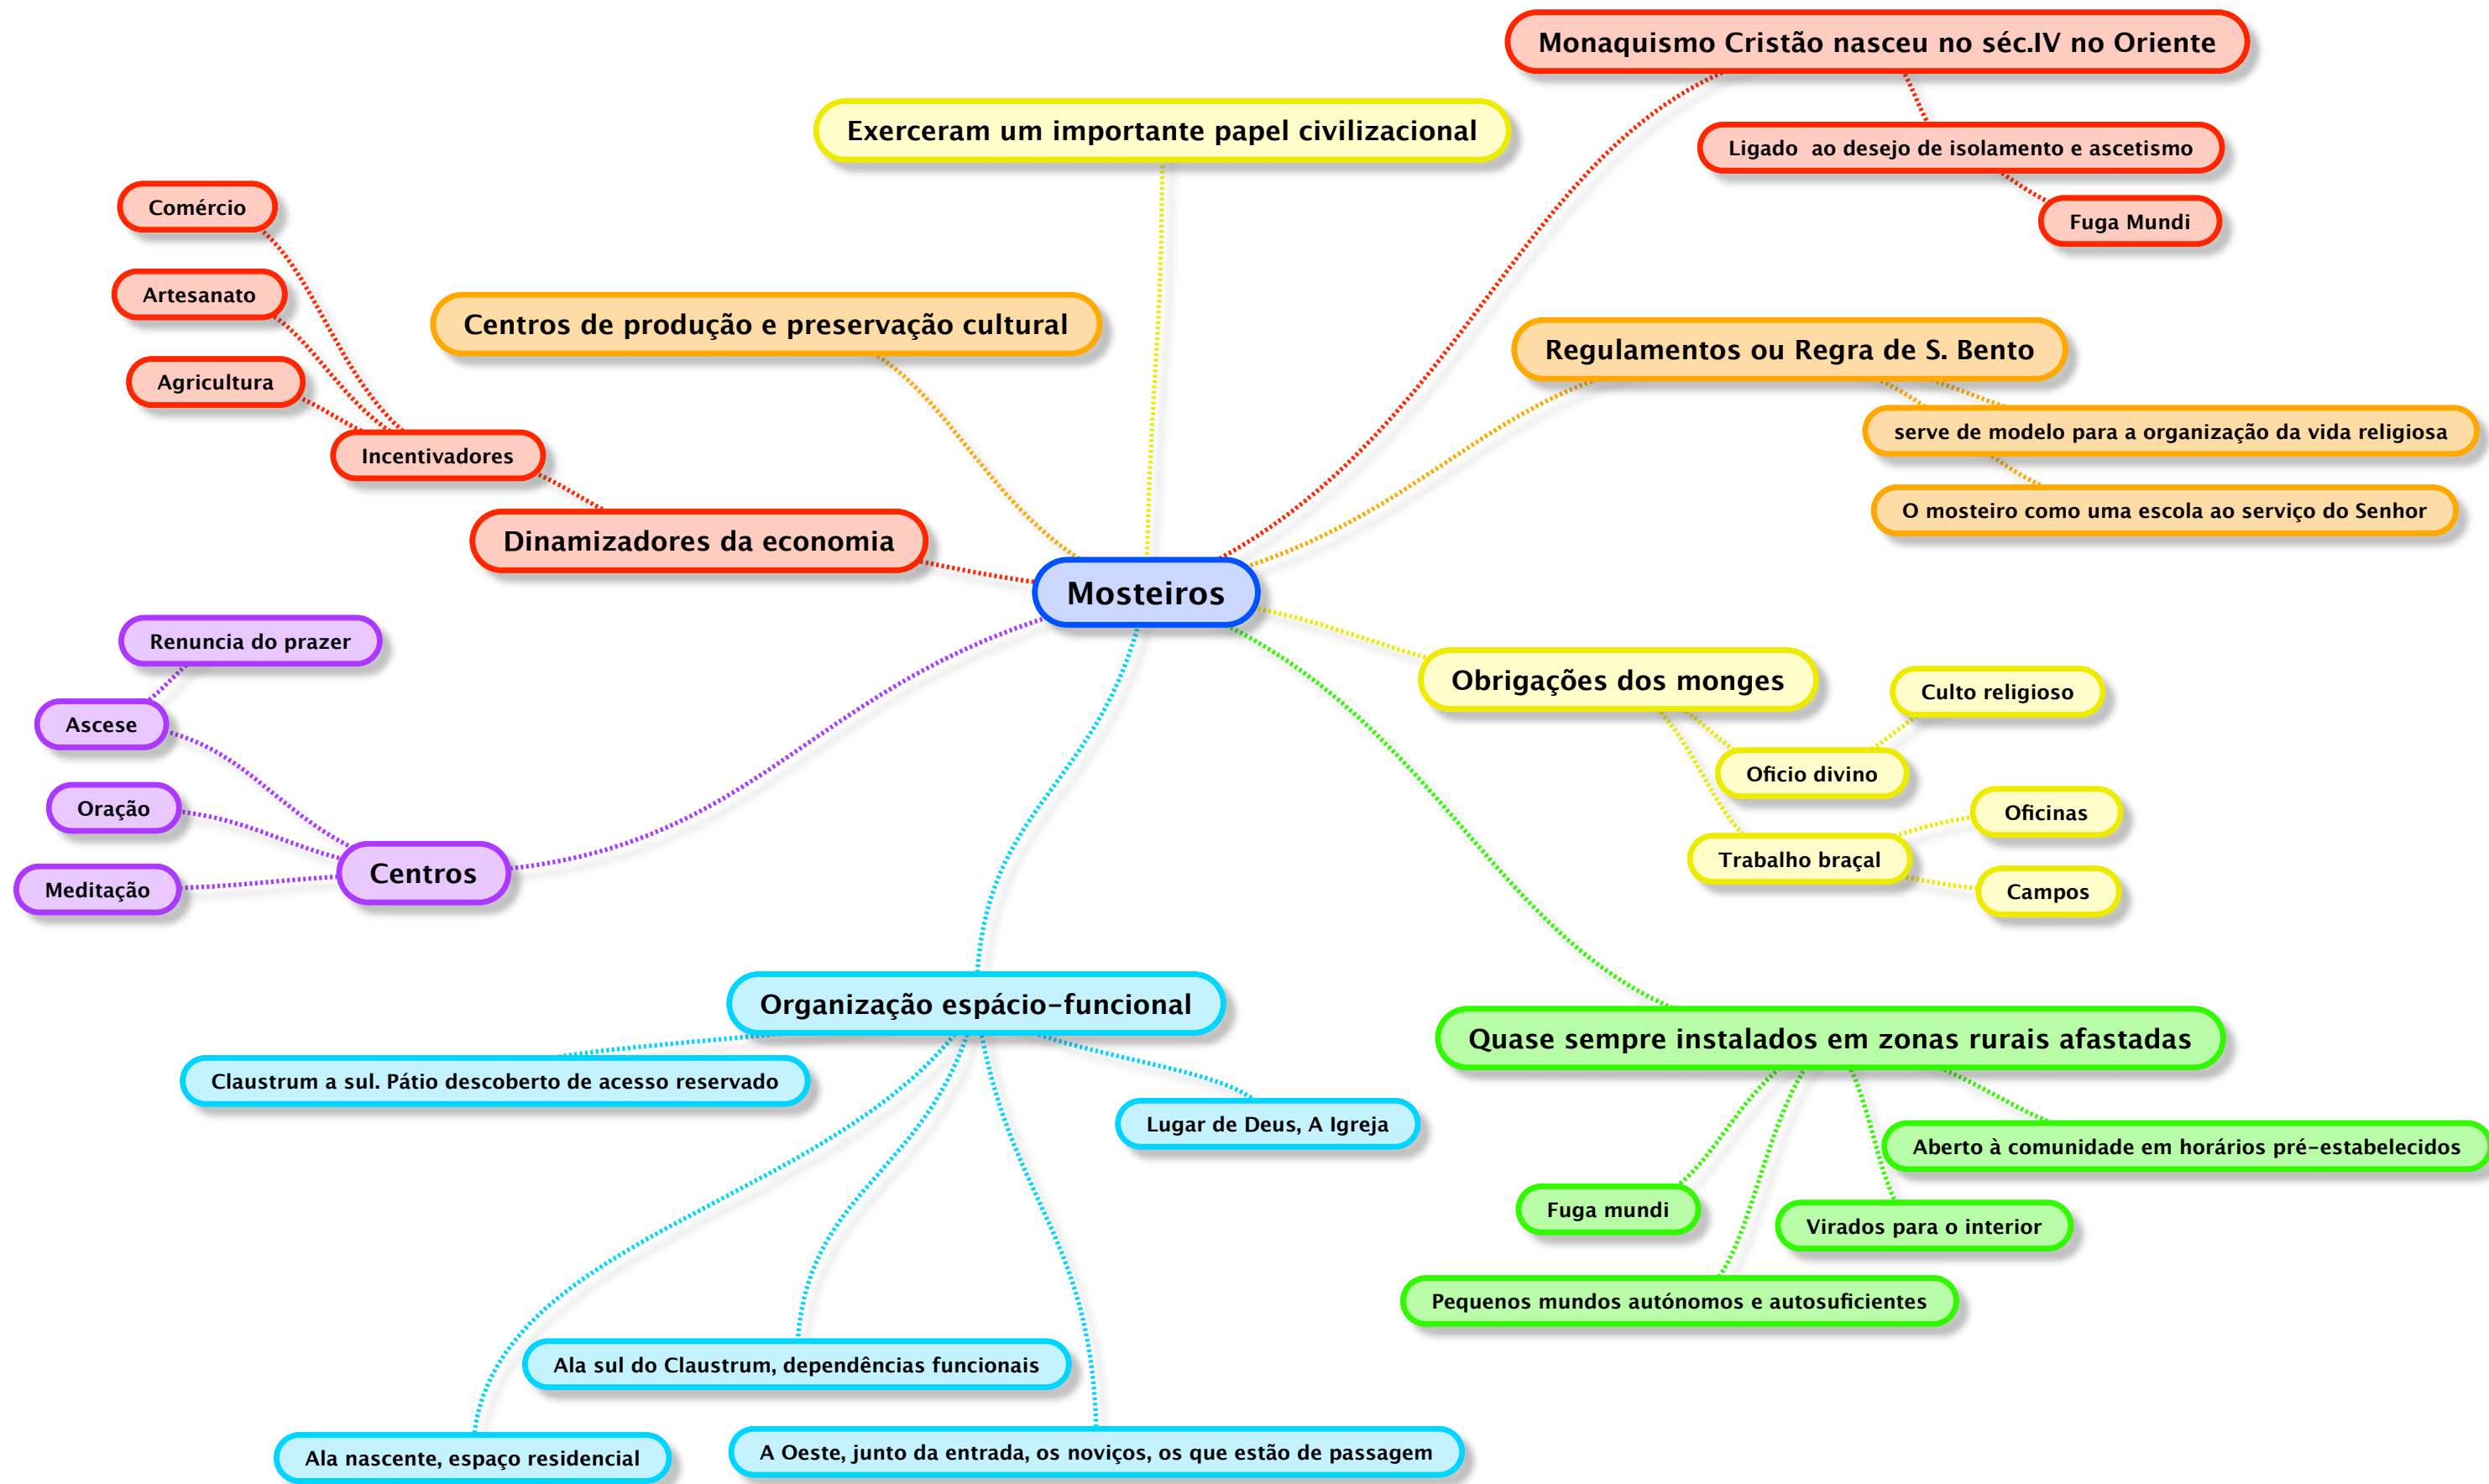 Monaquismo Cristão nasceu no séc.IV no Oriente
Exerceram um importante papel civilizacional
Ligado  ao desejo de isolamento e ascetismo
Fuga Mundi
Comércio
Artesanato
Agricultura
Incentivadores
Centros de produção e preservação cultural
Regulamentos ou Regra de S. Bento
serve de modelo para a organização da vida religiosa
O mosteiro como uma escola ao serviço do Senhor
Dinamizadores da economia
Mosteiros
Renuncia do prazer
Ascese
Oração
Meditação
Centros
Obrigações dos monges
Culto religioso
Oficio divino
Oficinas
Trabalho braçal
Campos
Organização espácio-funcional
Claustrum a sul. Pátio descoberto de acesso reservado
Lugar de Deus, A Igreja
Ala sul do Claustrum, dependências funcionais
Ala nascente, espaço residencial
A Oeste, junto da entrada, os noviços, os que estão de passagem
Quase sempre instalados em zonas rurais afastadas
Aberto à comunidade em horários pré-estabelecidos
Fuga mundi
Virados para o interior
Pequenos mundos autónomos e autosuficientes